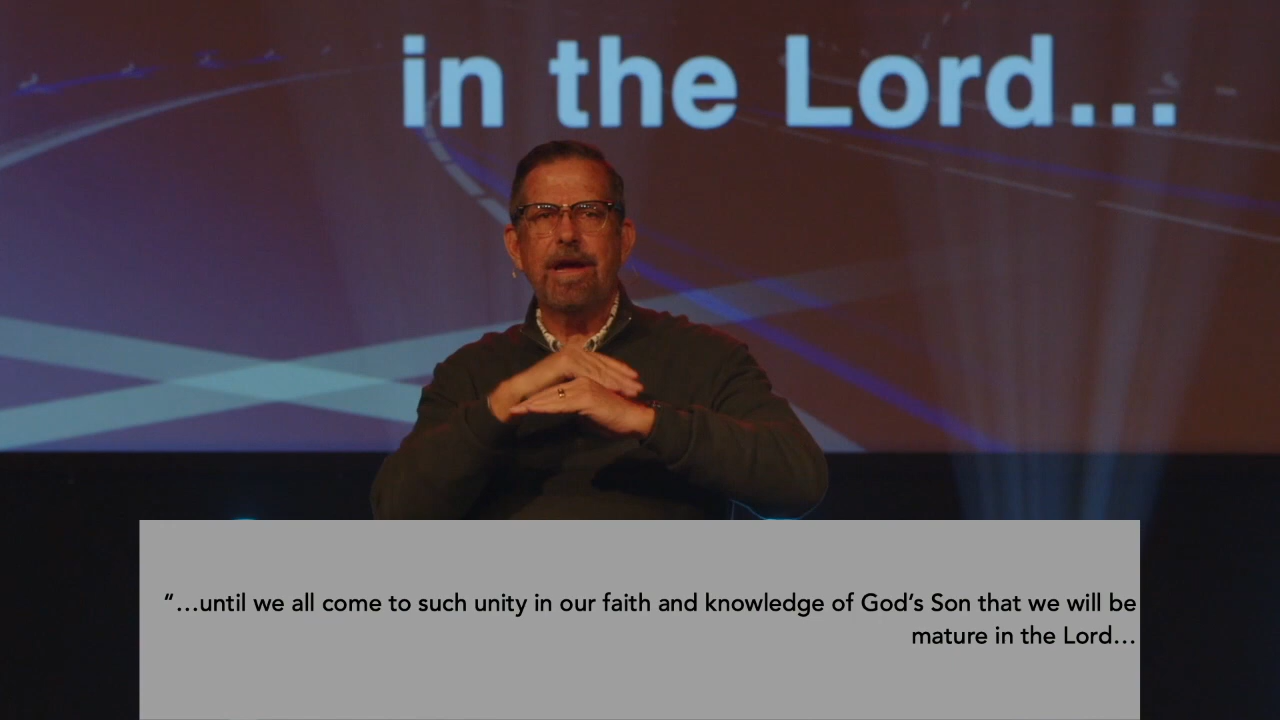 in the Lord...
“…until we all come to such unity in our faith and knowledge of God’s Son that we will be
mature in the Lord…